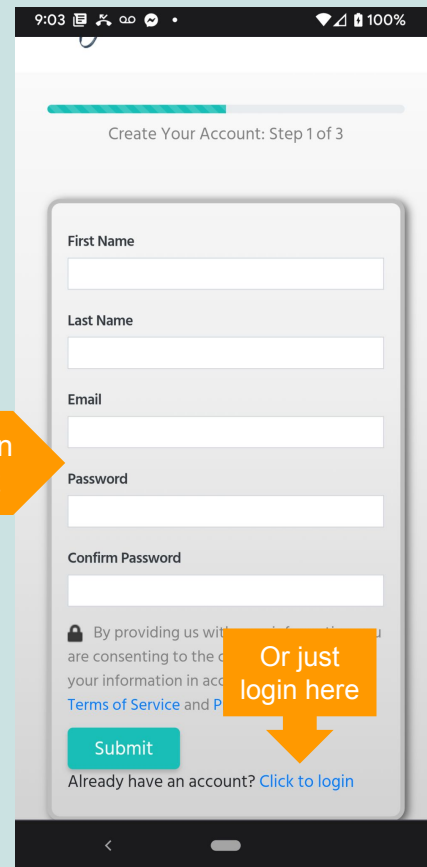 9:03 100%
Create Your Account: Step 1 of 3
First Name
Last Name
Email
Password
Confirm Password
By providing us with
are consenting to the
your information in
Terms of Service and
Or just
login here
Submit
Already have an account? Click to login